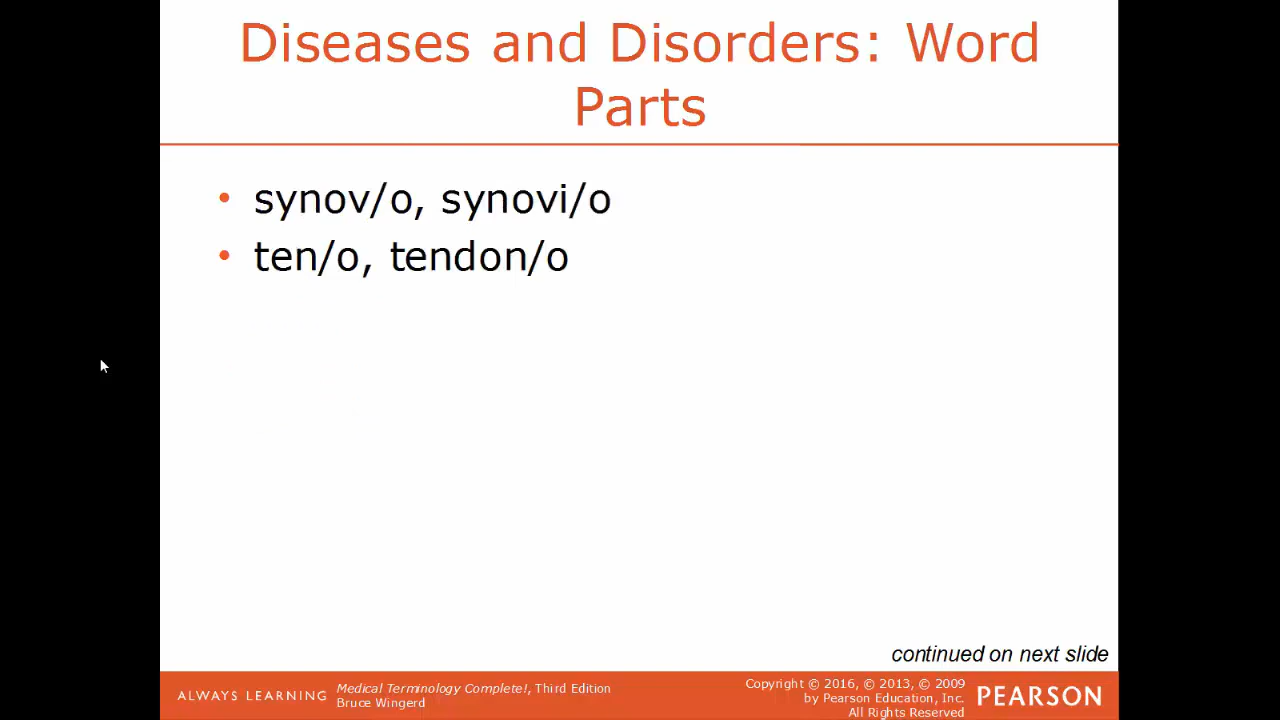 Diseases and Disorders: Word
Parts
• synov/o, synovi/o
• ten/o, tendon/o
continued on next slide
ALWAYS LEARNING
Medical Terminology Complete!, Third Edition
Bruce Wingerd
Copyright © 2016, © 2013, © 2009
by Pearson Education, Inc.
All Rights Reserved
PEARSON